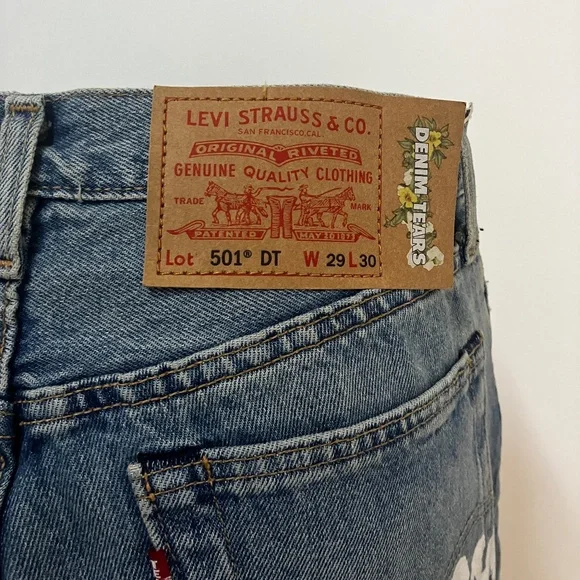 LEVI STRAUSS & CO.
SAN FRANCISCO, CAL.
ORIGINAL RIVETED
GENUINE QUALITY CLOTHING
TRADE MARK
PATENTED MAY 20 187
Lot 501® DT W 29 L 30
DENIM TEARS